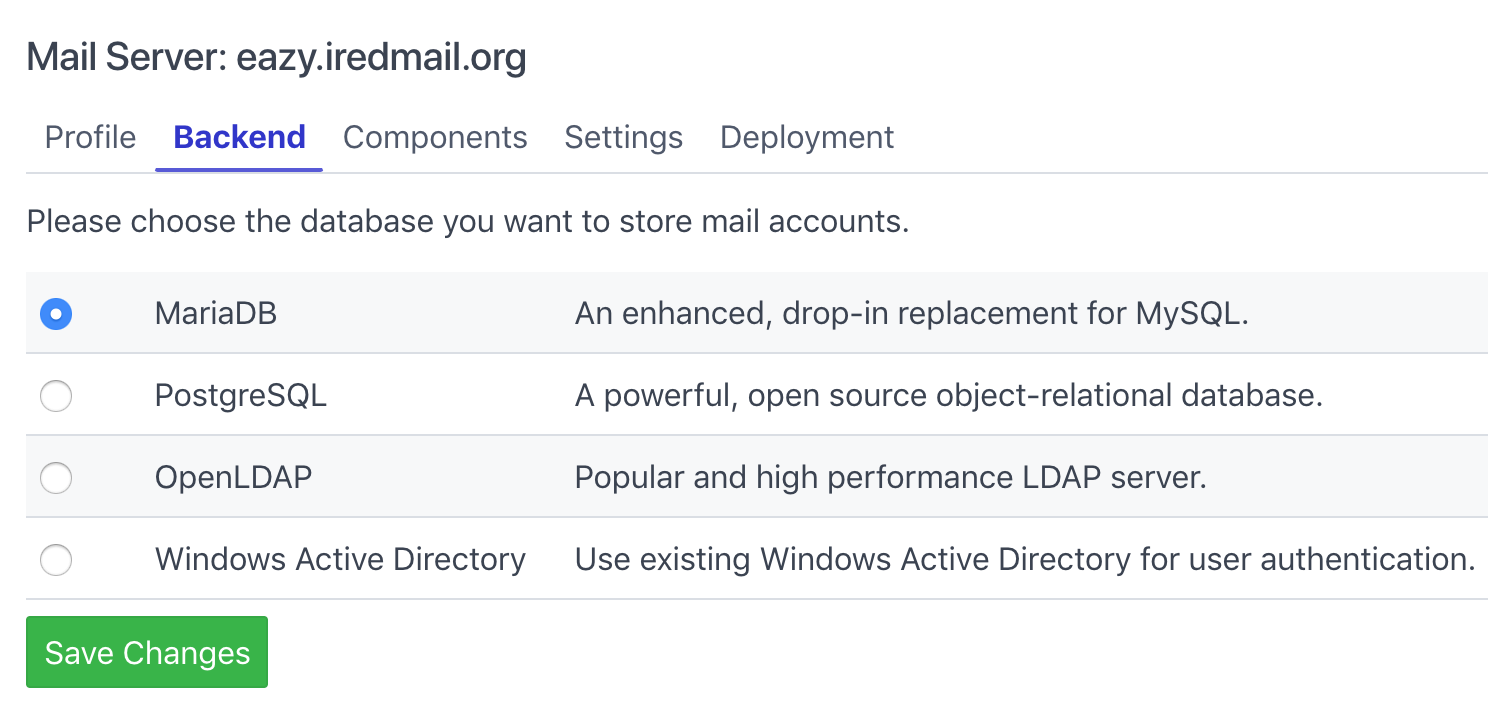 Mail Server: eazy.iredmail.org
Profile Backend Components Settings Deployment
Please choose the database you want to store mail accounts.
MariaDB An enhanced, drop-in replacement for MySQL.
PostgreSQL A powerful, open source object-relational database.
OpenLDAP Popular and high performance LDAP server.
Windows Active Directory Use existing Windows Active Directory for user authentication.
Save Changes